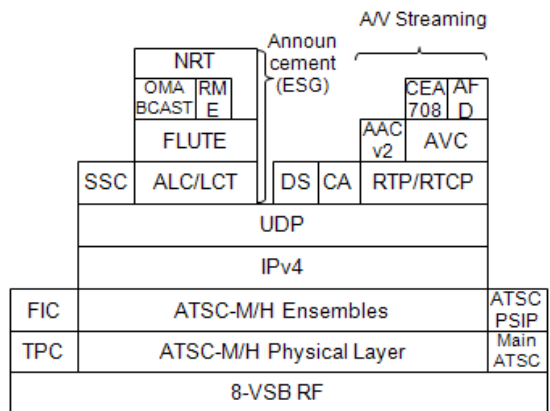 A/V Streaming
Announ
cement
(ESG)
NRT
OMA
BCAST
RM
E
CEA
708
AF
D
FLUTE
AAC
v2
AVC
SSC
ALC/LCT
DS
CA
RTP/RTCP
UDP
IPv4
FIC
ATSC-M/H Ensembles
ATSC
PSIP
TPC
ATSC-M/H Physical Layer
Main
ATSC
8-VSB RF